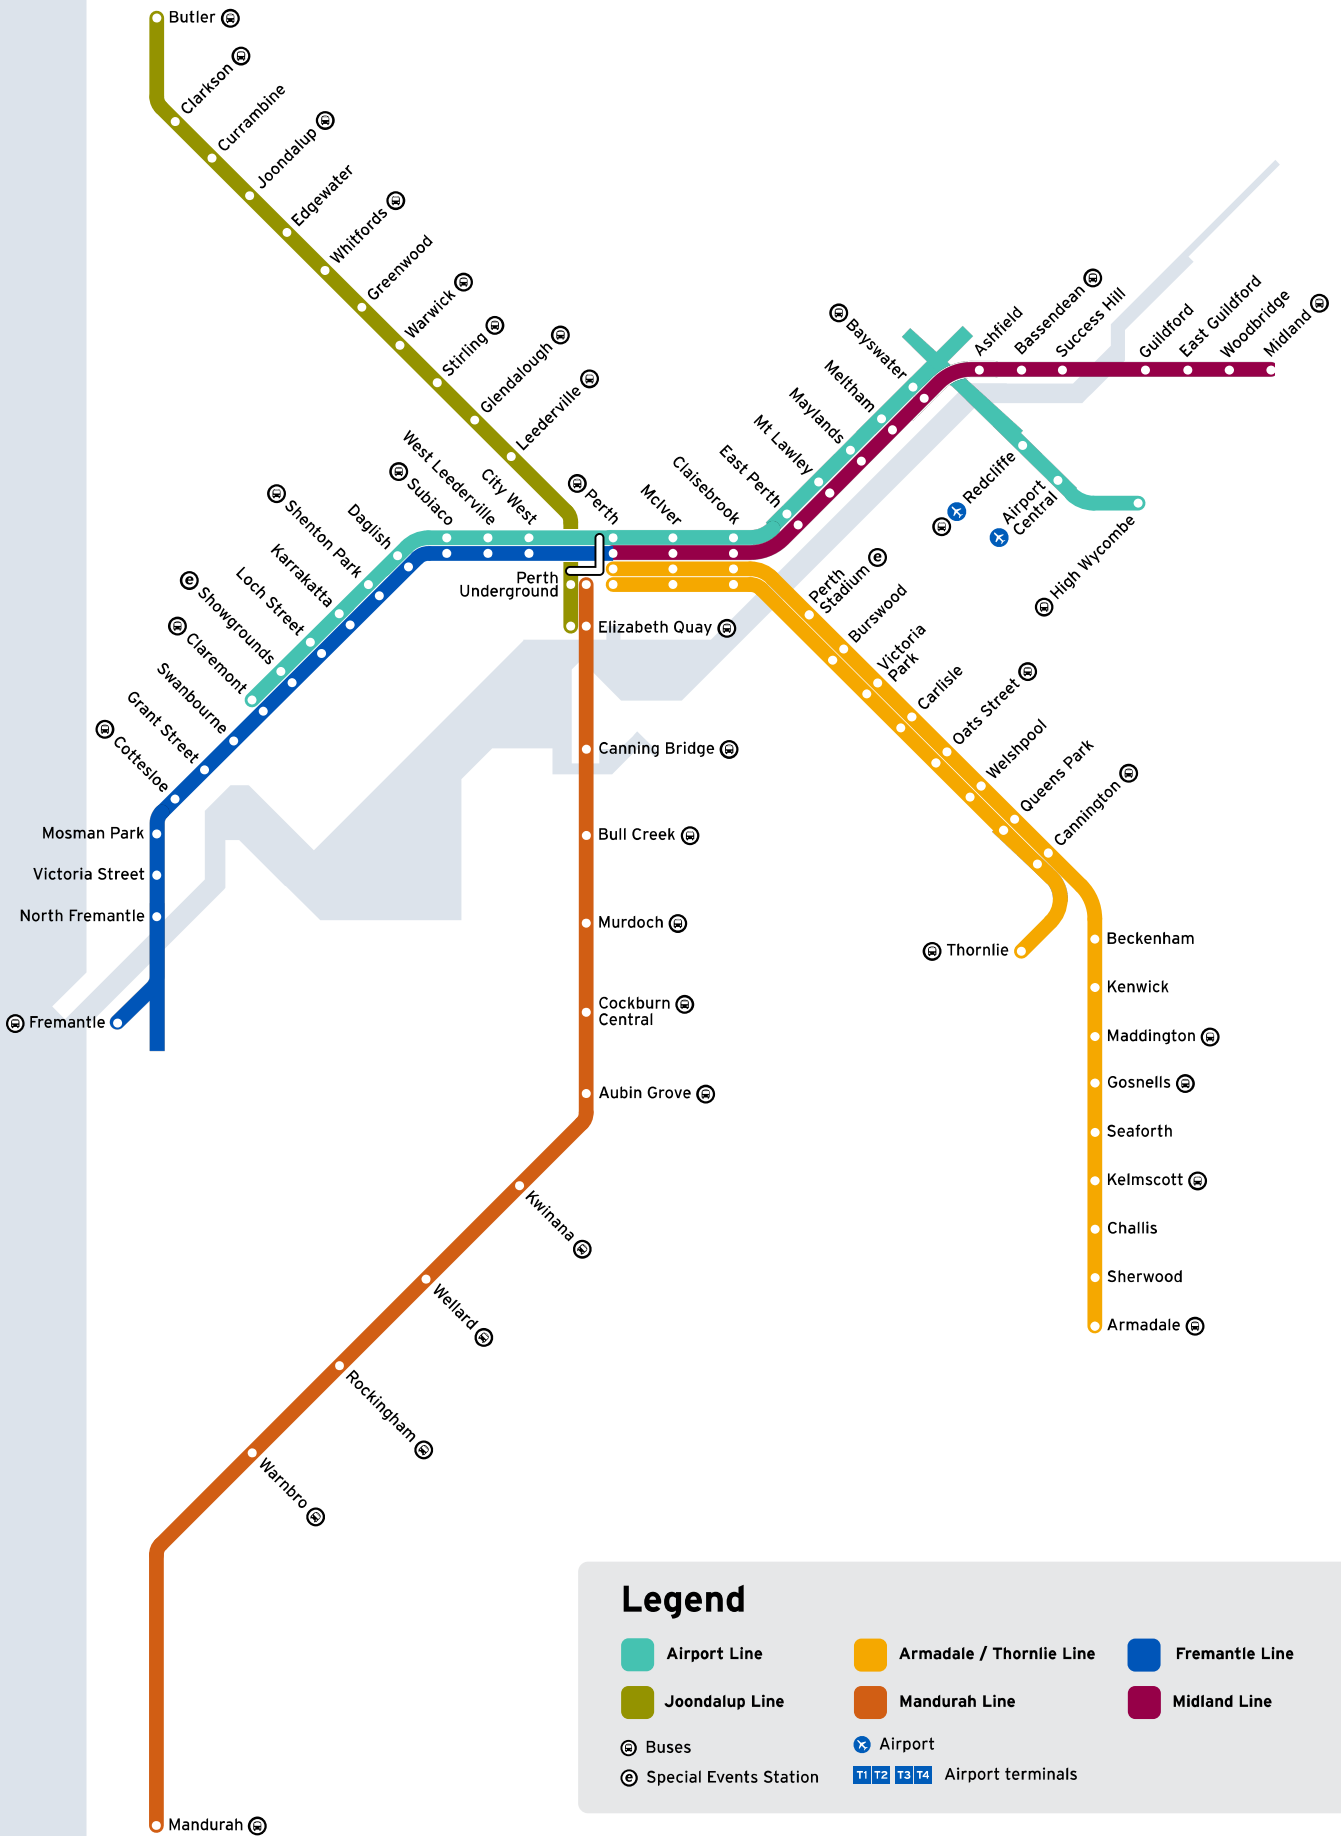 Butler
Clarkson
Currambine
Joondalup
Edgewater
Whitfords
Greenwood
Warwick
Stirling
Glendalough
Leederville
Perth
McIver
Claisebrook
East Perth
Mt Lawley
Maylands
Meltham
Bayswater
Ashfield
Bassendean
Success Hill
Guildford
East Guildford
Woodbridge
Midland
Redcliffe
Airport
Central
High Wycombe
City West
West Leederville
Subiaco
Daglish
Shenton Park
Karrakatta
Loch Street
e
Showgrounds
Claremont
Swanbourne
Grant Street
Cottesloe
Mosman Park
Victoria Street
North Fremantle
Fremantle
Perth
Underground
Elizabeth Quay
Canning Bridge
Bull Creek
Murdoch
Cockburn
Central
Aubin Grove
Kwinana
Wellard
Rockingham
Warnbro
Mandurah
Perth
Stadium e
Burswood
Victoria
Park
Carlisle
Oats Street
Welshpool
Queens Park
Cannington
Thornlie
Beckenham
Kenwick
Maddington
Gosnells
Seaforth
Kelmscott
Challis
Sherwood
Armadale
Legend
Airport Line
Armadale / Thornlie Line
Fremantle Line
Joondalup Line
Mandurah Line
Midland Line
Buses
Airport
e Special Events Station
T1 T2 T3 T4 Airport terminals